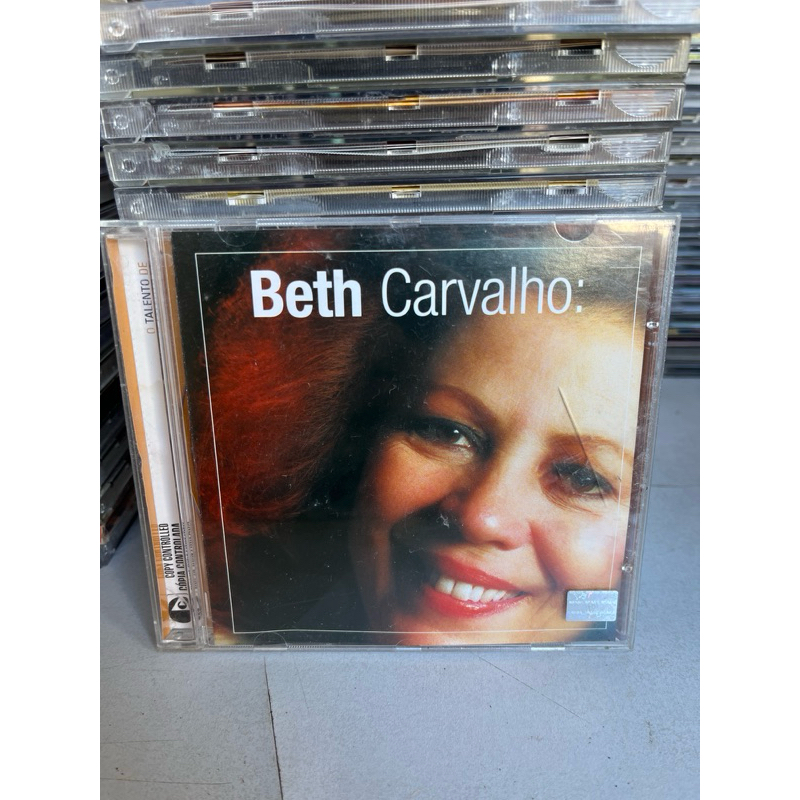 Beth Carvalho:
O TALENTO DE
COPY CONTROLLED
CÓPIA CONTROLADA